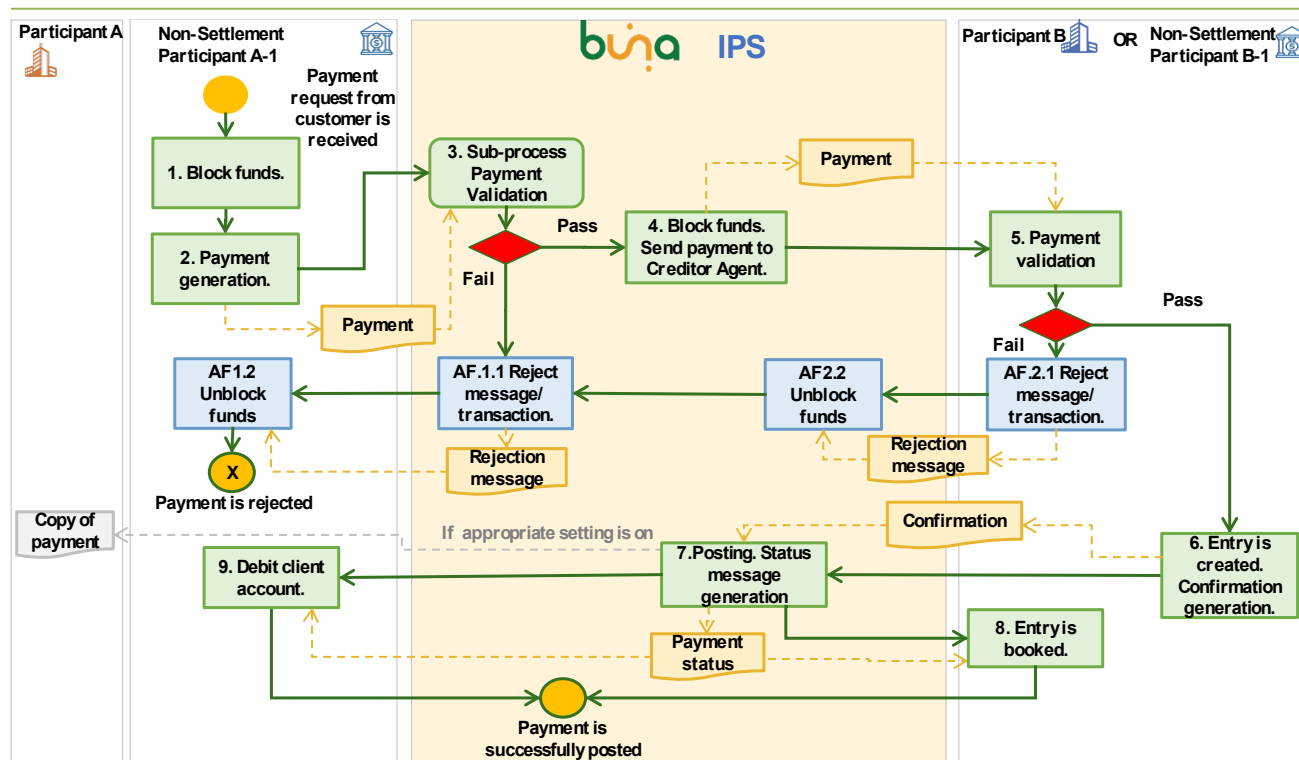 Participant A
Non-Settlement
Participant A-1
buna IPS
Participant B
OR
Non-Settlement
Participant B-1
Payment
request from
customer is
received
1. Block funds.
2. Payment
generation.
Payment
3. Sub-process
Payment
Validation
Pass
Fail
4. Block funds.
Send payment to
Creditor Agent.
Payment
5. Payment
validation
Pass
Fail
AF1.2
Unblock
funds
AF.1.1 Reject
message/
transaction.
AF2.2
Unblock
funds
AF.2.1 Reject
message/
transaction.
Rejection
message
Rejection
message
X
Payment is rejected
Copy of
payment
If appropriate setting is on
Confirmation
6. Entry is
created.
Confirmation
generation.
7.Posting. Status
message
generation
9. Debit client
account.
Payment
status
8. Entry is
booked.
Payment is
successfully posted